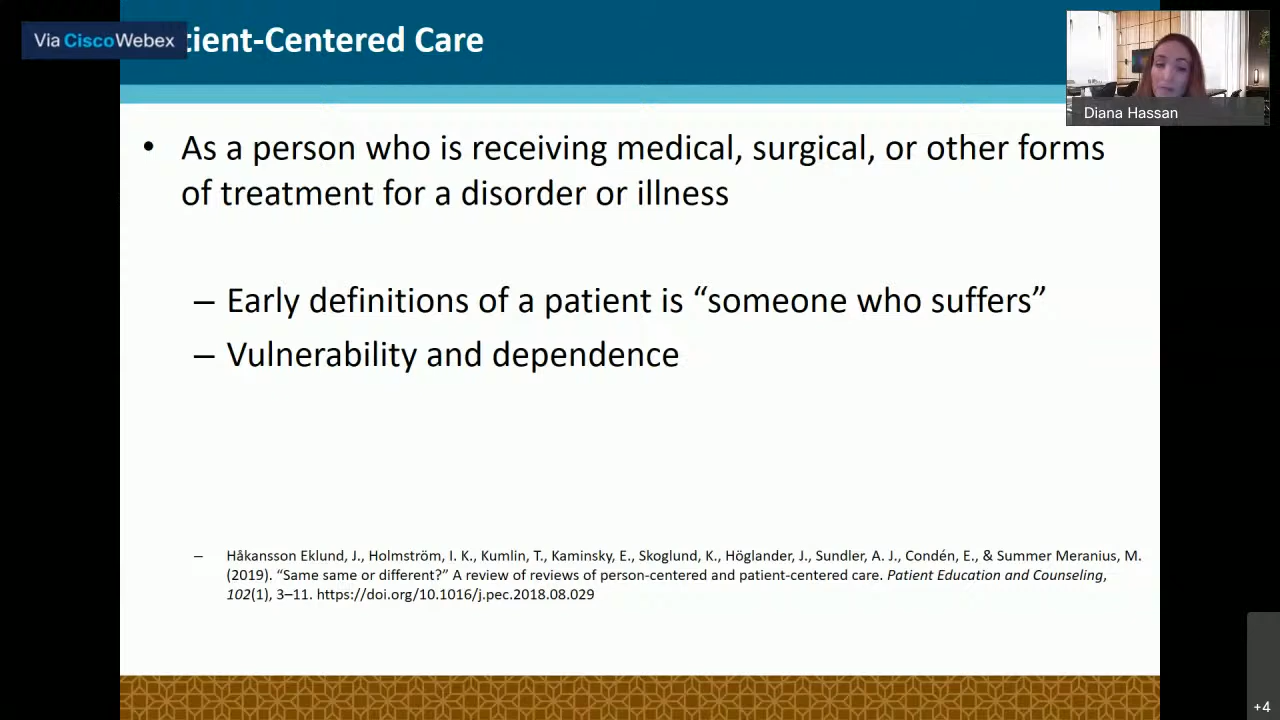 Via CiscoWebex
tient-Centered Care
Diana Hassan
• As a person who is receiving medical, surgical, or other forms
of treatment for a disorder or illness
– Early definitions of a patient is “someone who suffers”
– Vulnerability and dependence
– Håkansson Eklund, J., Holmström, I. K., Kumlin, T., Kaminsky, E., Skoglund, K., Höglander, J., Sundler, A. J., Condén, E., & Summer Meranius, M.
(2019). “Same same or different?” A review of reviews of person-centered and patient-centered care. Patient Education and Counseling,
102(1), 3–11. https://doi.org/10.1016/j.pec.2018.08.029
+4